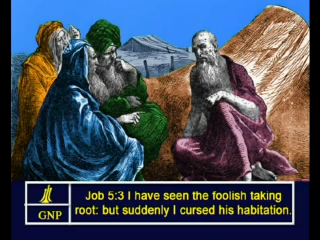 Job 5:3 I have seen the foolish taking
root: but suddenly I cursed his habitation.
GNP